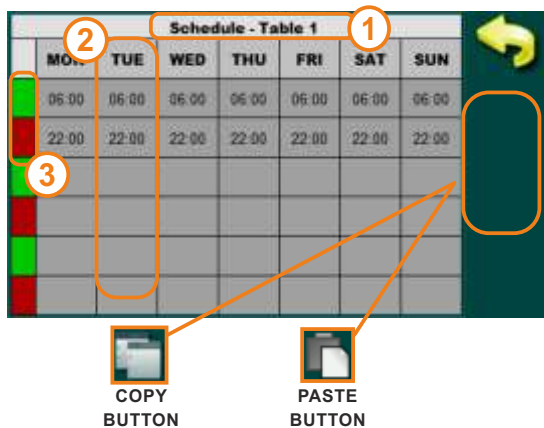 Schedule - Table 1
1
2
MON TUE WED THU FRI SAT SUN
06:00 06:00 06:00 06:00 06:00 06:00 06:00
22:00 22:00 22:00 22:00 22:00 22:00 22:00
3
COPY PASTE
BUTTON BUTTON